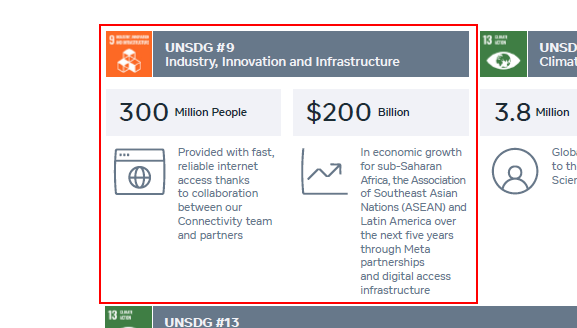 9 INDUSTRY, INNOVATION AND INFRASTRUCTURE
UNSDG #9
Industry, Innovation and Infrastructure
300 Million People
Provided with fast,
reliable internet
access thanks
to collaboration
between our
Connectivity team
and partners
$200 Billion
In economic growth
for sub-Saharan
Africa, the Association
of Southeast Asian
Nations (ASEAN) and
Latin America over
the next five years
through Meta
partnerships
and digital access
infrastructure
13 CLIMATE ACTION
UNSD
Clima
3.8 Million
Globa
to th
Scien
13 CLIMATE ACTION
UNSDG #13